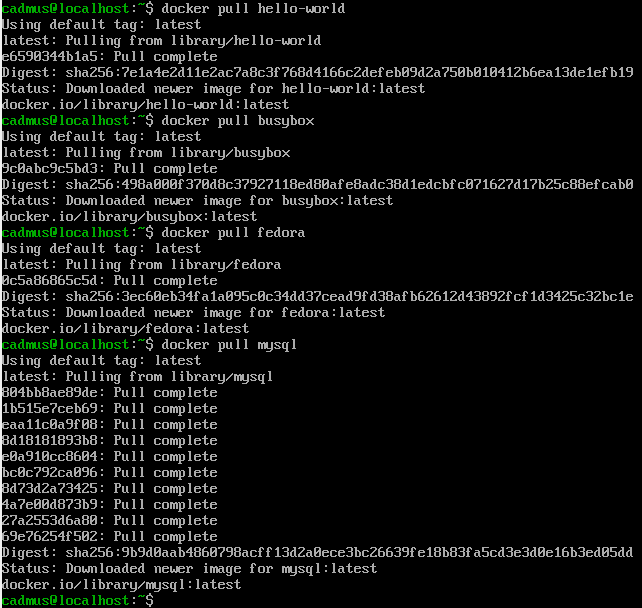 cadmus@localhost:~$ docker pull hello-world
Using default tag: latest
latest: Pulling from library/hello-world
e6590344b1a5: Pull complete
Digest: sha256:7e1a4e2d11e2ac7a8c3f768d4166c2defeb09d2a750b010412b6ea13de1efb19
Status: Downloaded newer image for hello-world:latest
docker.io/library/hello-world:latest
cadmus@localhost:~$ docker pull busybox
Using default tag: latest
latest: Pulling from library/busybox
9c0abc9c5bd3: Pull complete
Digest: sha256:498a000f370d8c37927118ed80afe8adc38d1edcbfc071627d17b25c88efcab0
Status: Downloaded newer image for busybox:latest
docker.io/library/busybox:latest
cadmus@localhost:~$ docker pull fedora
Using default tag: latest
latest: Pulling from library/fedora
0c5a86865c5d: Pull complete
Digest: sha256:3ec60eb34fa1a095c0c34dd37cead9fd38afb62612d43892fcf1d3425c32bc1e
Status: Downloaded newer image for fedora:latest
docker.io/library/fedora:latest
cadmus@localhost:~$ docker pull mysql
Using default tag: latest
latest: Pulling from library/mysql
804bb8ae89de: Pull complete
1b515e7ceb69: Pull complete
eaa11c0a9f08: Pull complete
8d18181893b8: Pull complete
e0a910cc8604: Pull complete
bc0c792ca096: Pull complete
8d73d2a73425: Pull complete
4a7e00d873b9: Pull complete
27a2553d6a80: Pull complete
69e76254f502: Pull complete
Digest: sha256:9b9d0aab4860798acff13d2a0ece3bc26639fe18b83fa5cd3e3d0e16b3ed05dd
Status: Downloaded newer image for mysql:latest
docker.io/library/mysql:latest
cadmus@localhost:~$